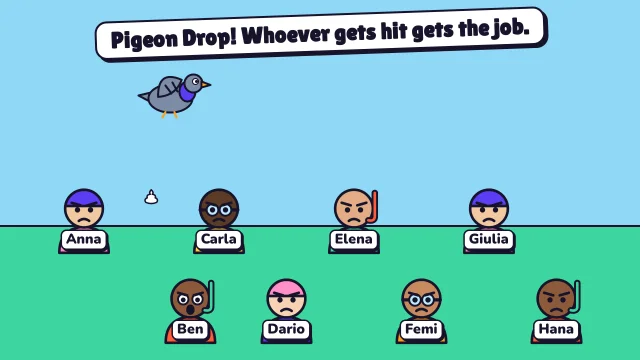 Pigeon Drop! Whoever gets hit gets the job.
Anna
Carla
Elena
Giulia
Ben
Dario
Femi
Hana